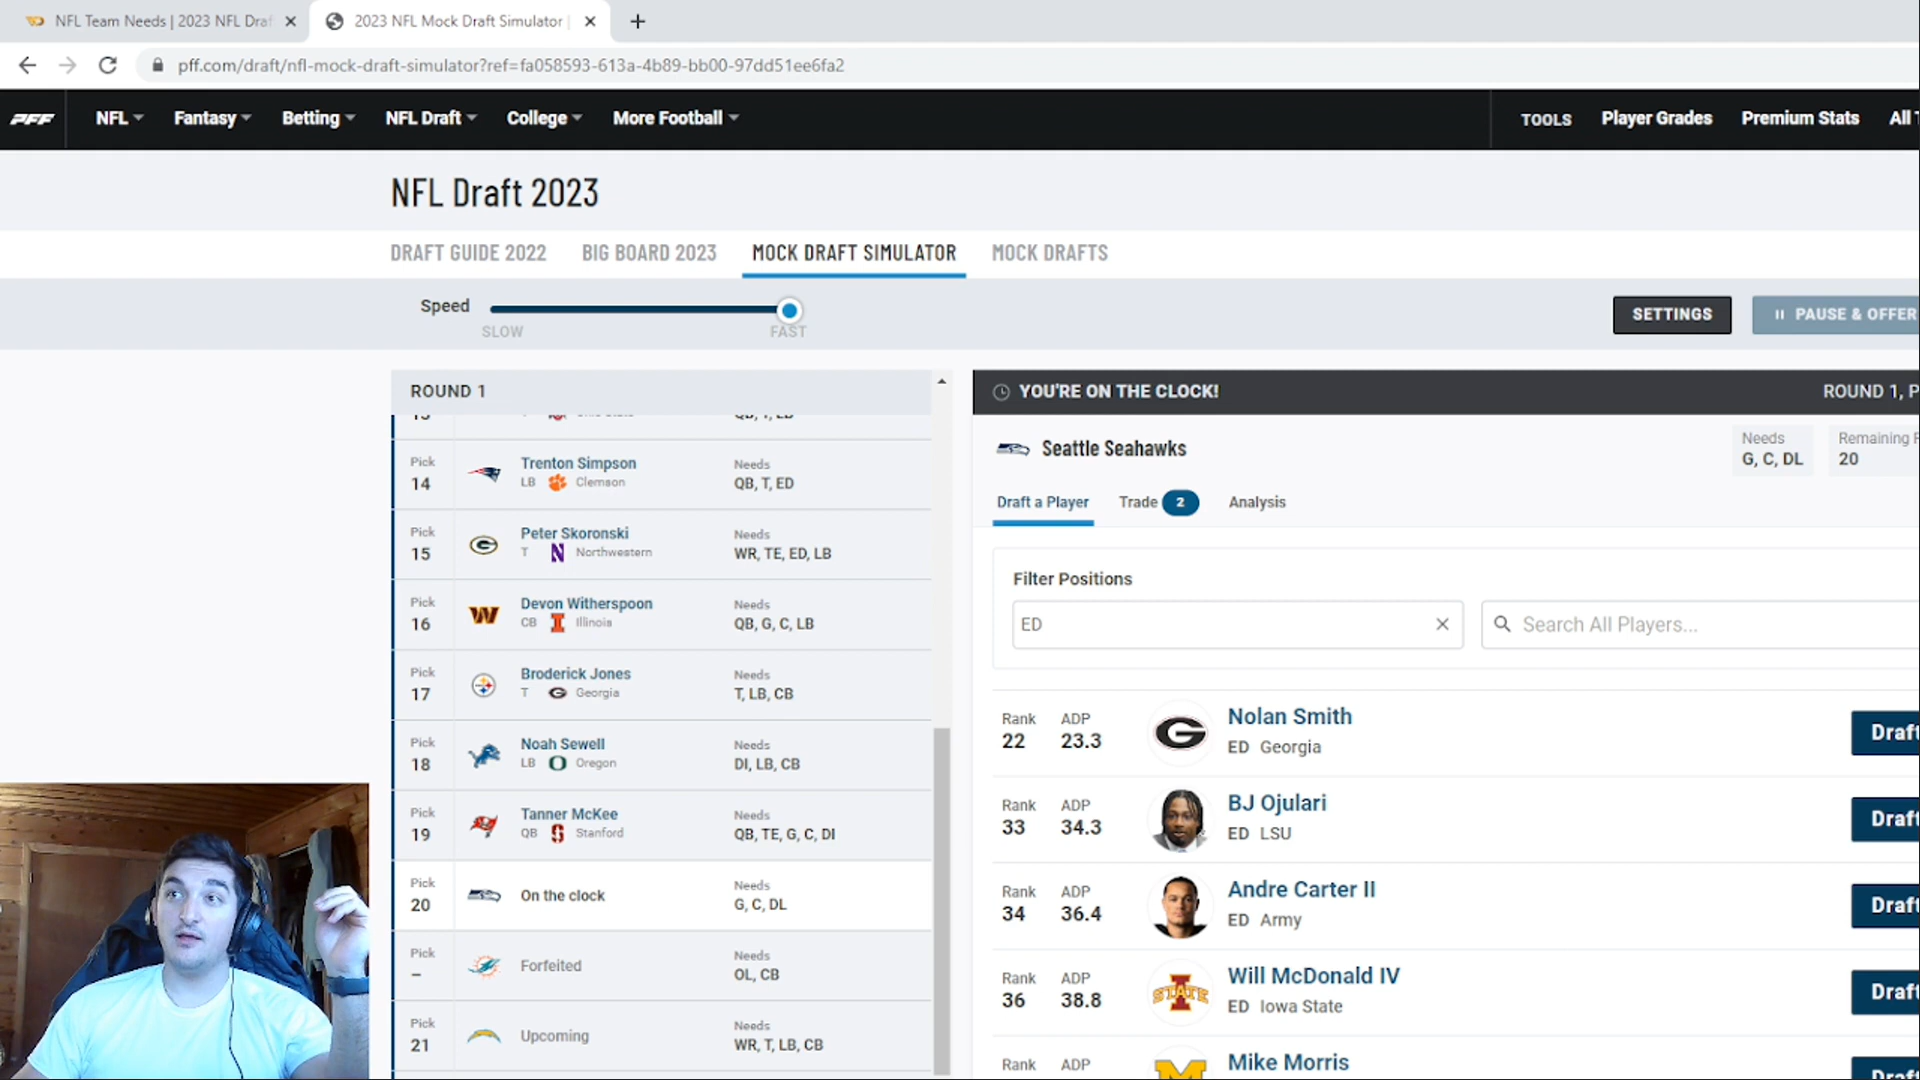 NFL Team Needs | 2023 NFL Draf
2023 NFL Mock Draft Simulator |
pff.com/draft/nfl-mock-draft-simulator?ref=fa058593-613a-4b89-bb00-97dd51ee6fa2
PFF
NFL
Fantasy
Betting
NFL Draft
College
More Football
TOOLS
Player Grades
Premium Stats
All T
NFL Draft 2023
DRAFT GUIDE 2022
BIG BOARD 2023
MOCK DRAFT SIMULATOR
MOCK DRAFTS
Speed
SLOW
FAST
SETTINGS
PAUSE & OFFER
ROUND 1
Pick 14
Trenton Simpson
LB Clemson
Needs
QB, T, ED
Pick 15
Peter Skoronski
T Northwestern
Needs
WR, TE, ED, LB
Pick 16
Devon Witherspoon
CB Illinois
Needs
QB, G, C, LB
Pick 17
Broderick Jones
T Georgia
Needs
T, LB, CB
Pick 18
Noah Sewell
LB Oregon
Needs
DI, LB, CB
Pick 19
Tanner McKee
QB Stanford
Needs
QB, TE, G, C, DI
Pick 20
On the clock
Needs
G, C, DL
Pick –
Forfeited
Needs
OL, CB
Pick 21
Upcoming
Needs
WR, T, LB, CB
YOU'RE ON THE CLOCK!
ROUND 1, P
Seattle Seahawks
Needs
G, C, DL
Remaining P
20
Draft a Player
Trade 2
Analysis
Filter Positions
ED
Search All Players...
Rank 22
ADP 23.3
Nolan Smith
ED Georgia
Draft
Rank 33
ADP 34.3
BJ Ojulari
ED LSU
Draft
Rank 34
ADP 36.4
Andre Carter II
ED Army
Draft
Rank 36
ADP 38.8
Will McDonald IV
ED Iowa State
Draft
Rank
ADP
Mike Morris
Draft